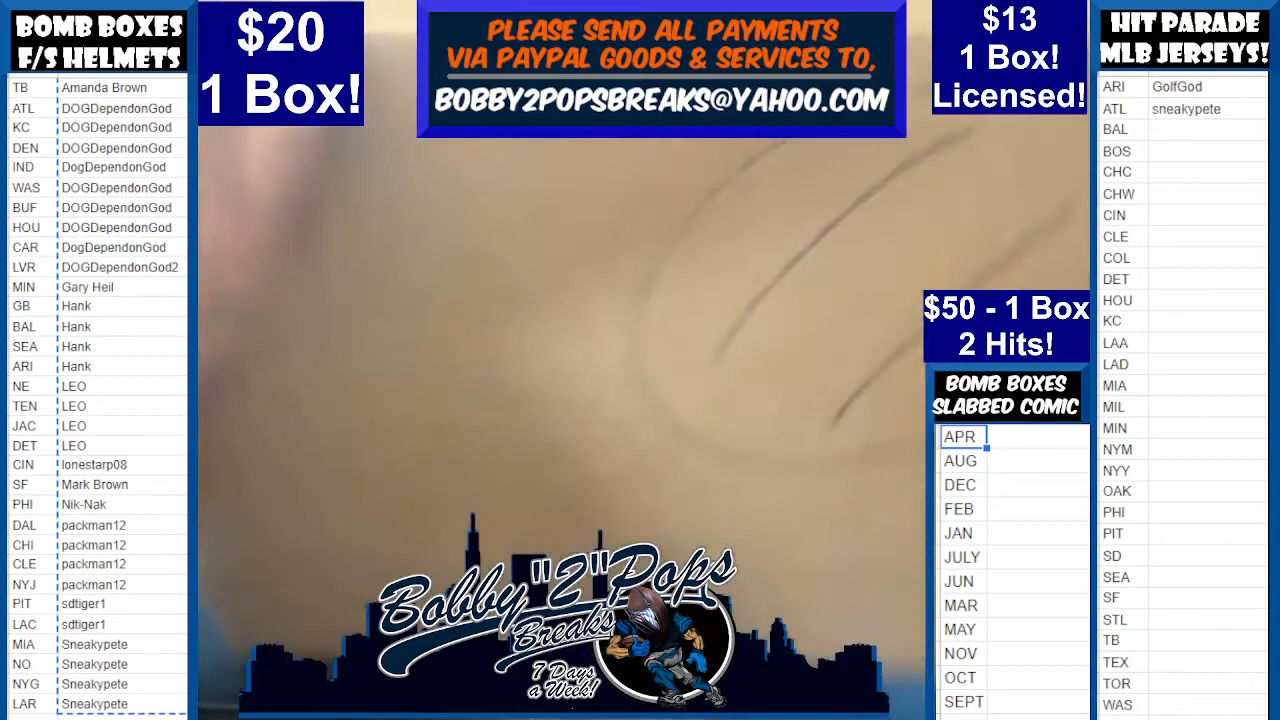 BOMB BOXES
F/S HELMETS
TB Amanda Brown
ATL DOGDependonGod
KC DOGDependonGod
DEN DOGDependonGod
IND DogDependonGod
WAS DOGDependonGod
BUF DOGDependonGod
HOU DOGDependonGod
CAR DogDependonGod
LVR DOGDependonGod2
MIN Gary Heil
GB Hank
BAL Hank
SEA Hank
ARI Hank
NE LEO
TEN LEO
JAC LEO
DET LEO
CIN lonestarp08
SF Mark Brown
PHI Nik-Nak
DAL packman12
CHI packman12
CLE packman12
NYJ packman12
PIT sdtiger1
LAC sdtiger1
MIA Sneakypete
NO Sneakypete
NYG Sneakypete
LAR Sneakypete
$20
1 Box!
PLEASE SEND ALL PAYMENTS
VIA PAYPAL GOODS & SERVICES TO,
BOBBY2POPSBREAKS@YAHOO.COM
Bobby "2" Pops
Breaks
7 Days
a Week!
$13
1 Box!
Licensed!
$50 - 1 Box
2 Hits!
BOMB BOXES
SLABBED COMIC
APR
AUG
DEC
FEB
JAN
JULY
JUN
MAR
MAY
NOV
OCT
SEPT
HIT PARADE
MLB JERSEYS!
ARI GolfGod
ATL sneakypete
BAL
BOS
CHC
CHW
CIN
CLE
COL
DET
HOU
KC
LAA
LAD
MIA
MIL
MIN
NYM
NYY
OAK
PHI
PIT
SD
SEA
SF
STL
TB
TEX
TOR
WAS